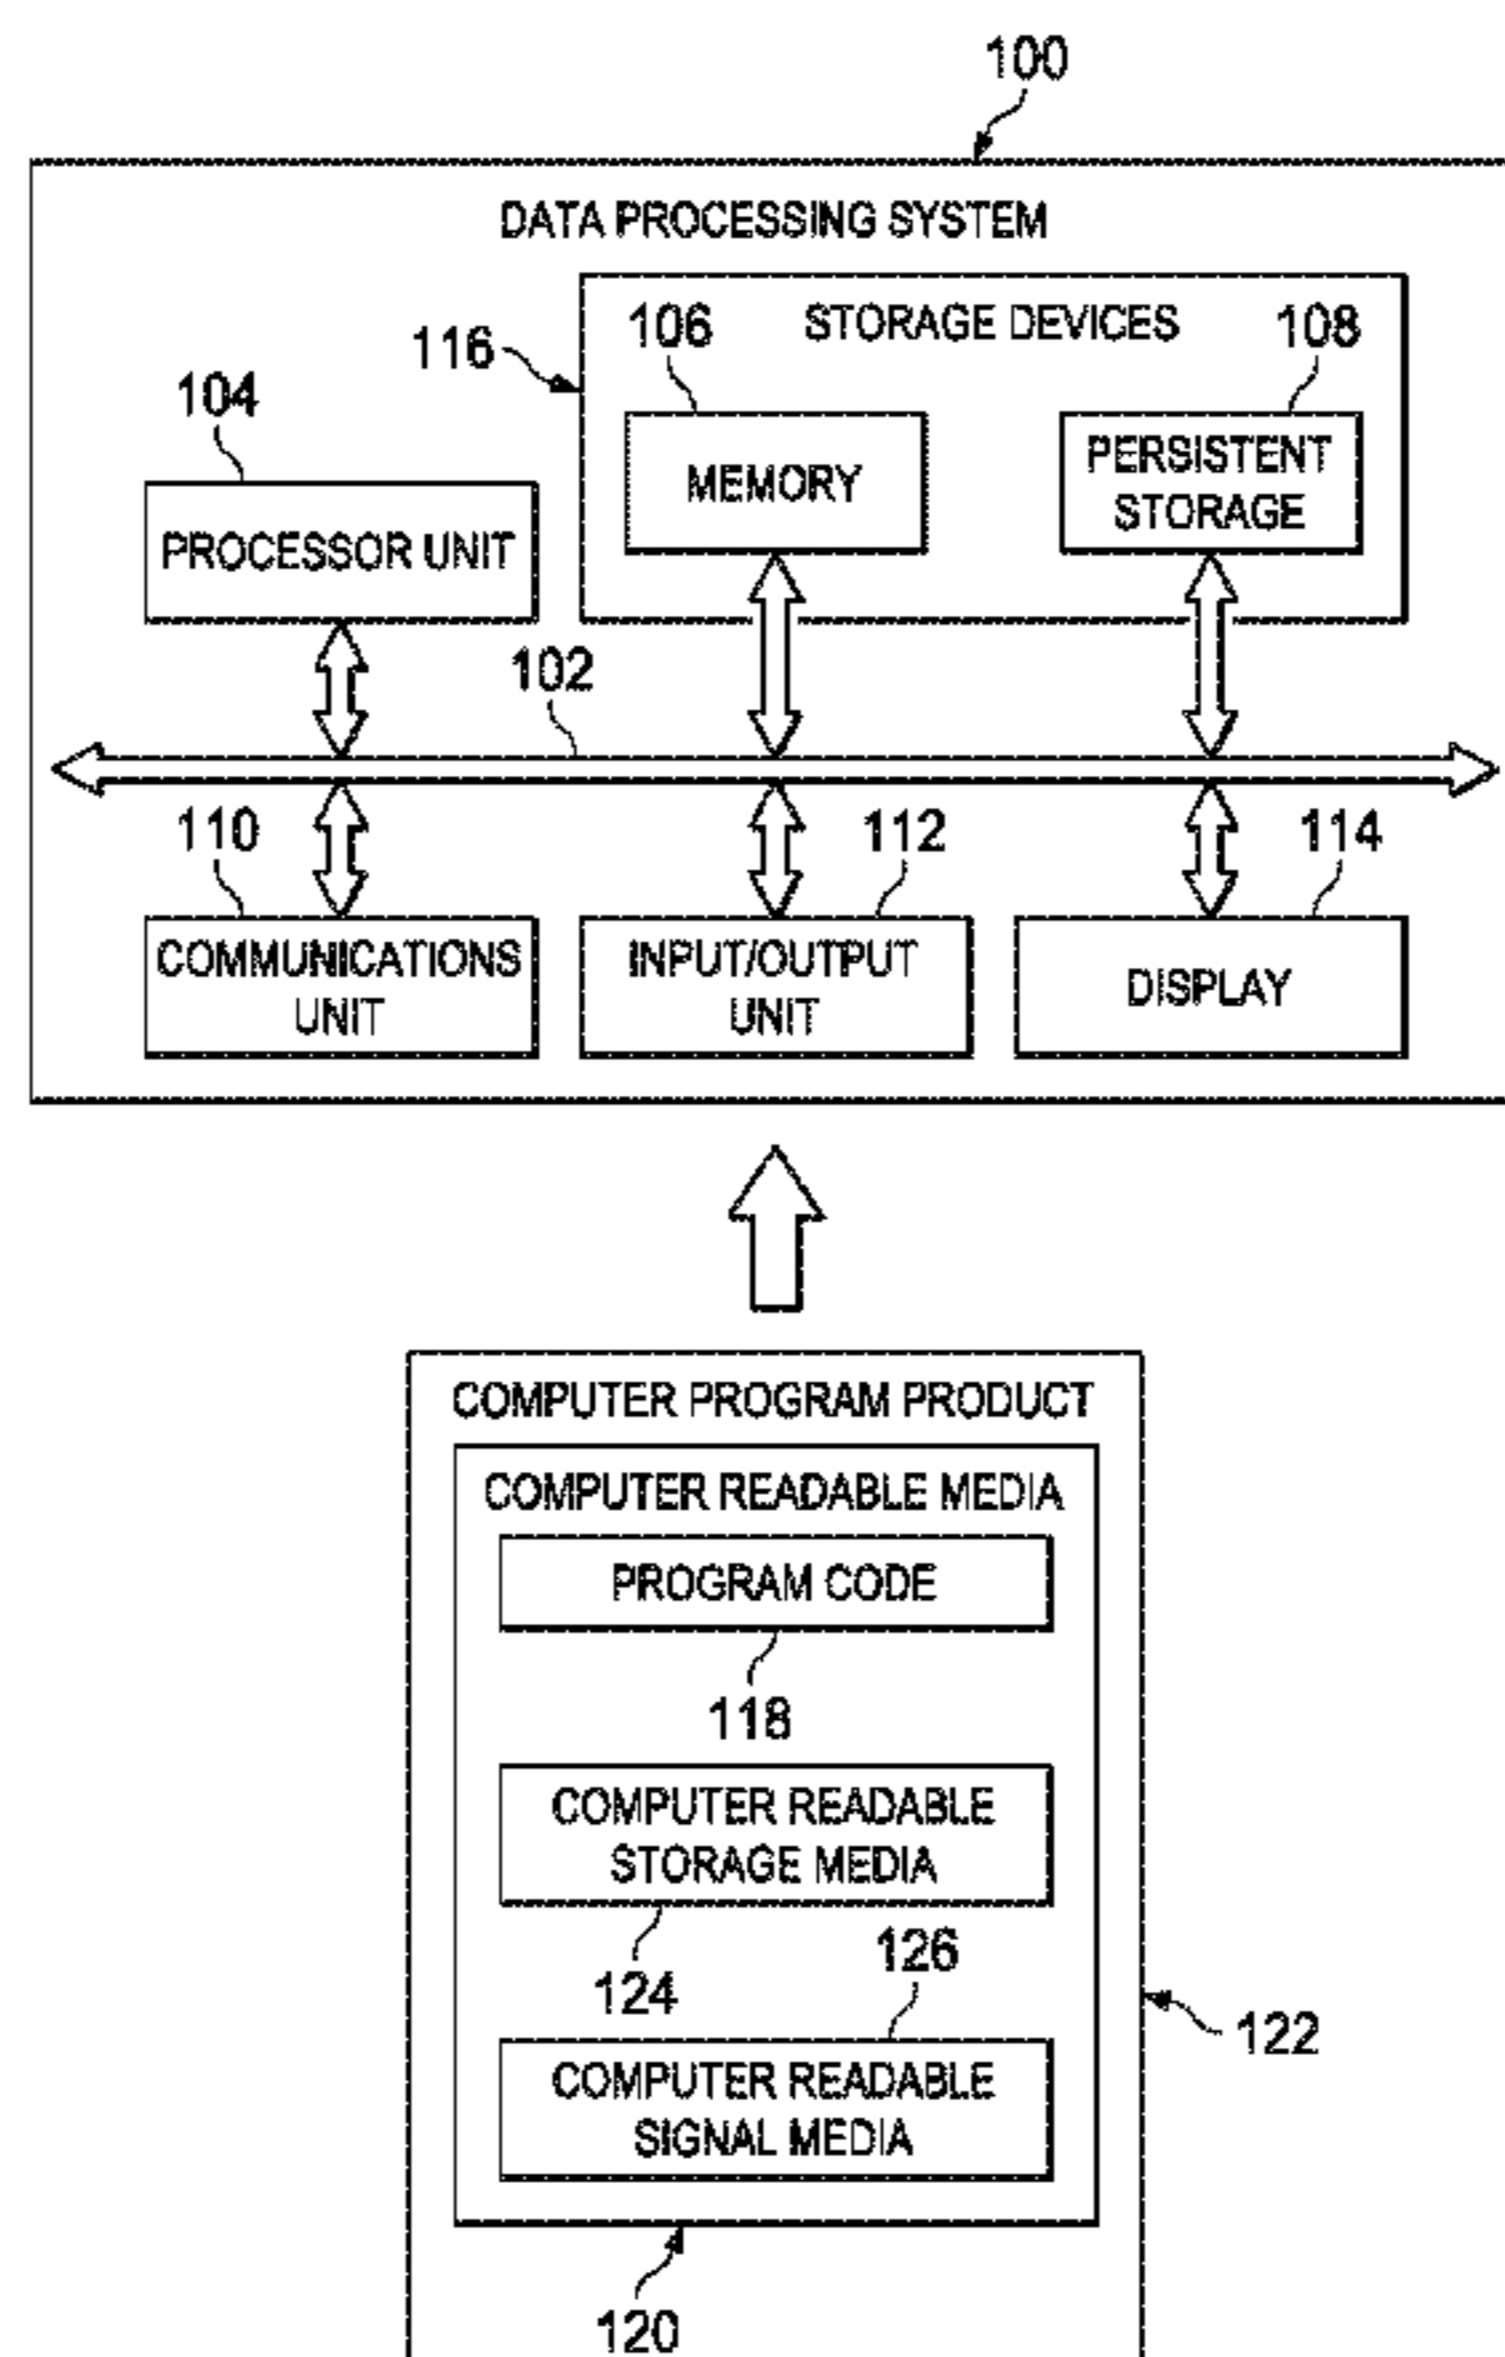 100
DATA PROCESSING SYSTEM
STORAGE DEVICES
116
106
108
104
MEMORY
PERSISTENT
STORAGE
PROCESSOR UNIT
102
110
112
114
COMMUNICATIONS
UNIT
INPUT/OUTPUT
UNIT
DISPLAY
COMPUTER PROGRAM PRODUCT
COMPUTER READABLE MEDIA
PROGRAM CODE
118
COMPUTER READABLE
STORAGE MEDIA
124
126
COMPUTER READABLE
SIGNAL MEDIA
122
120